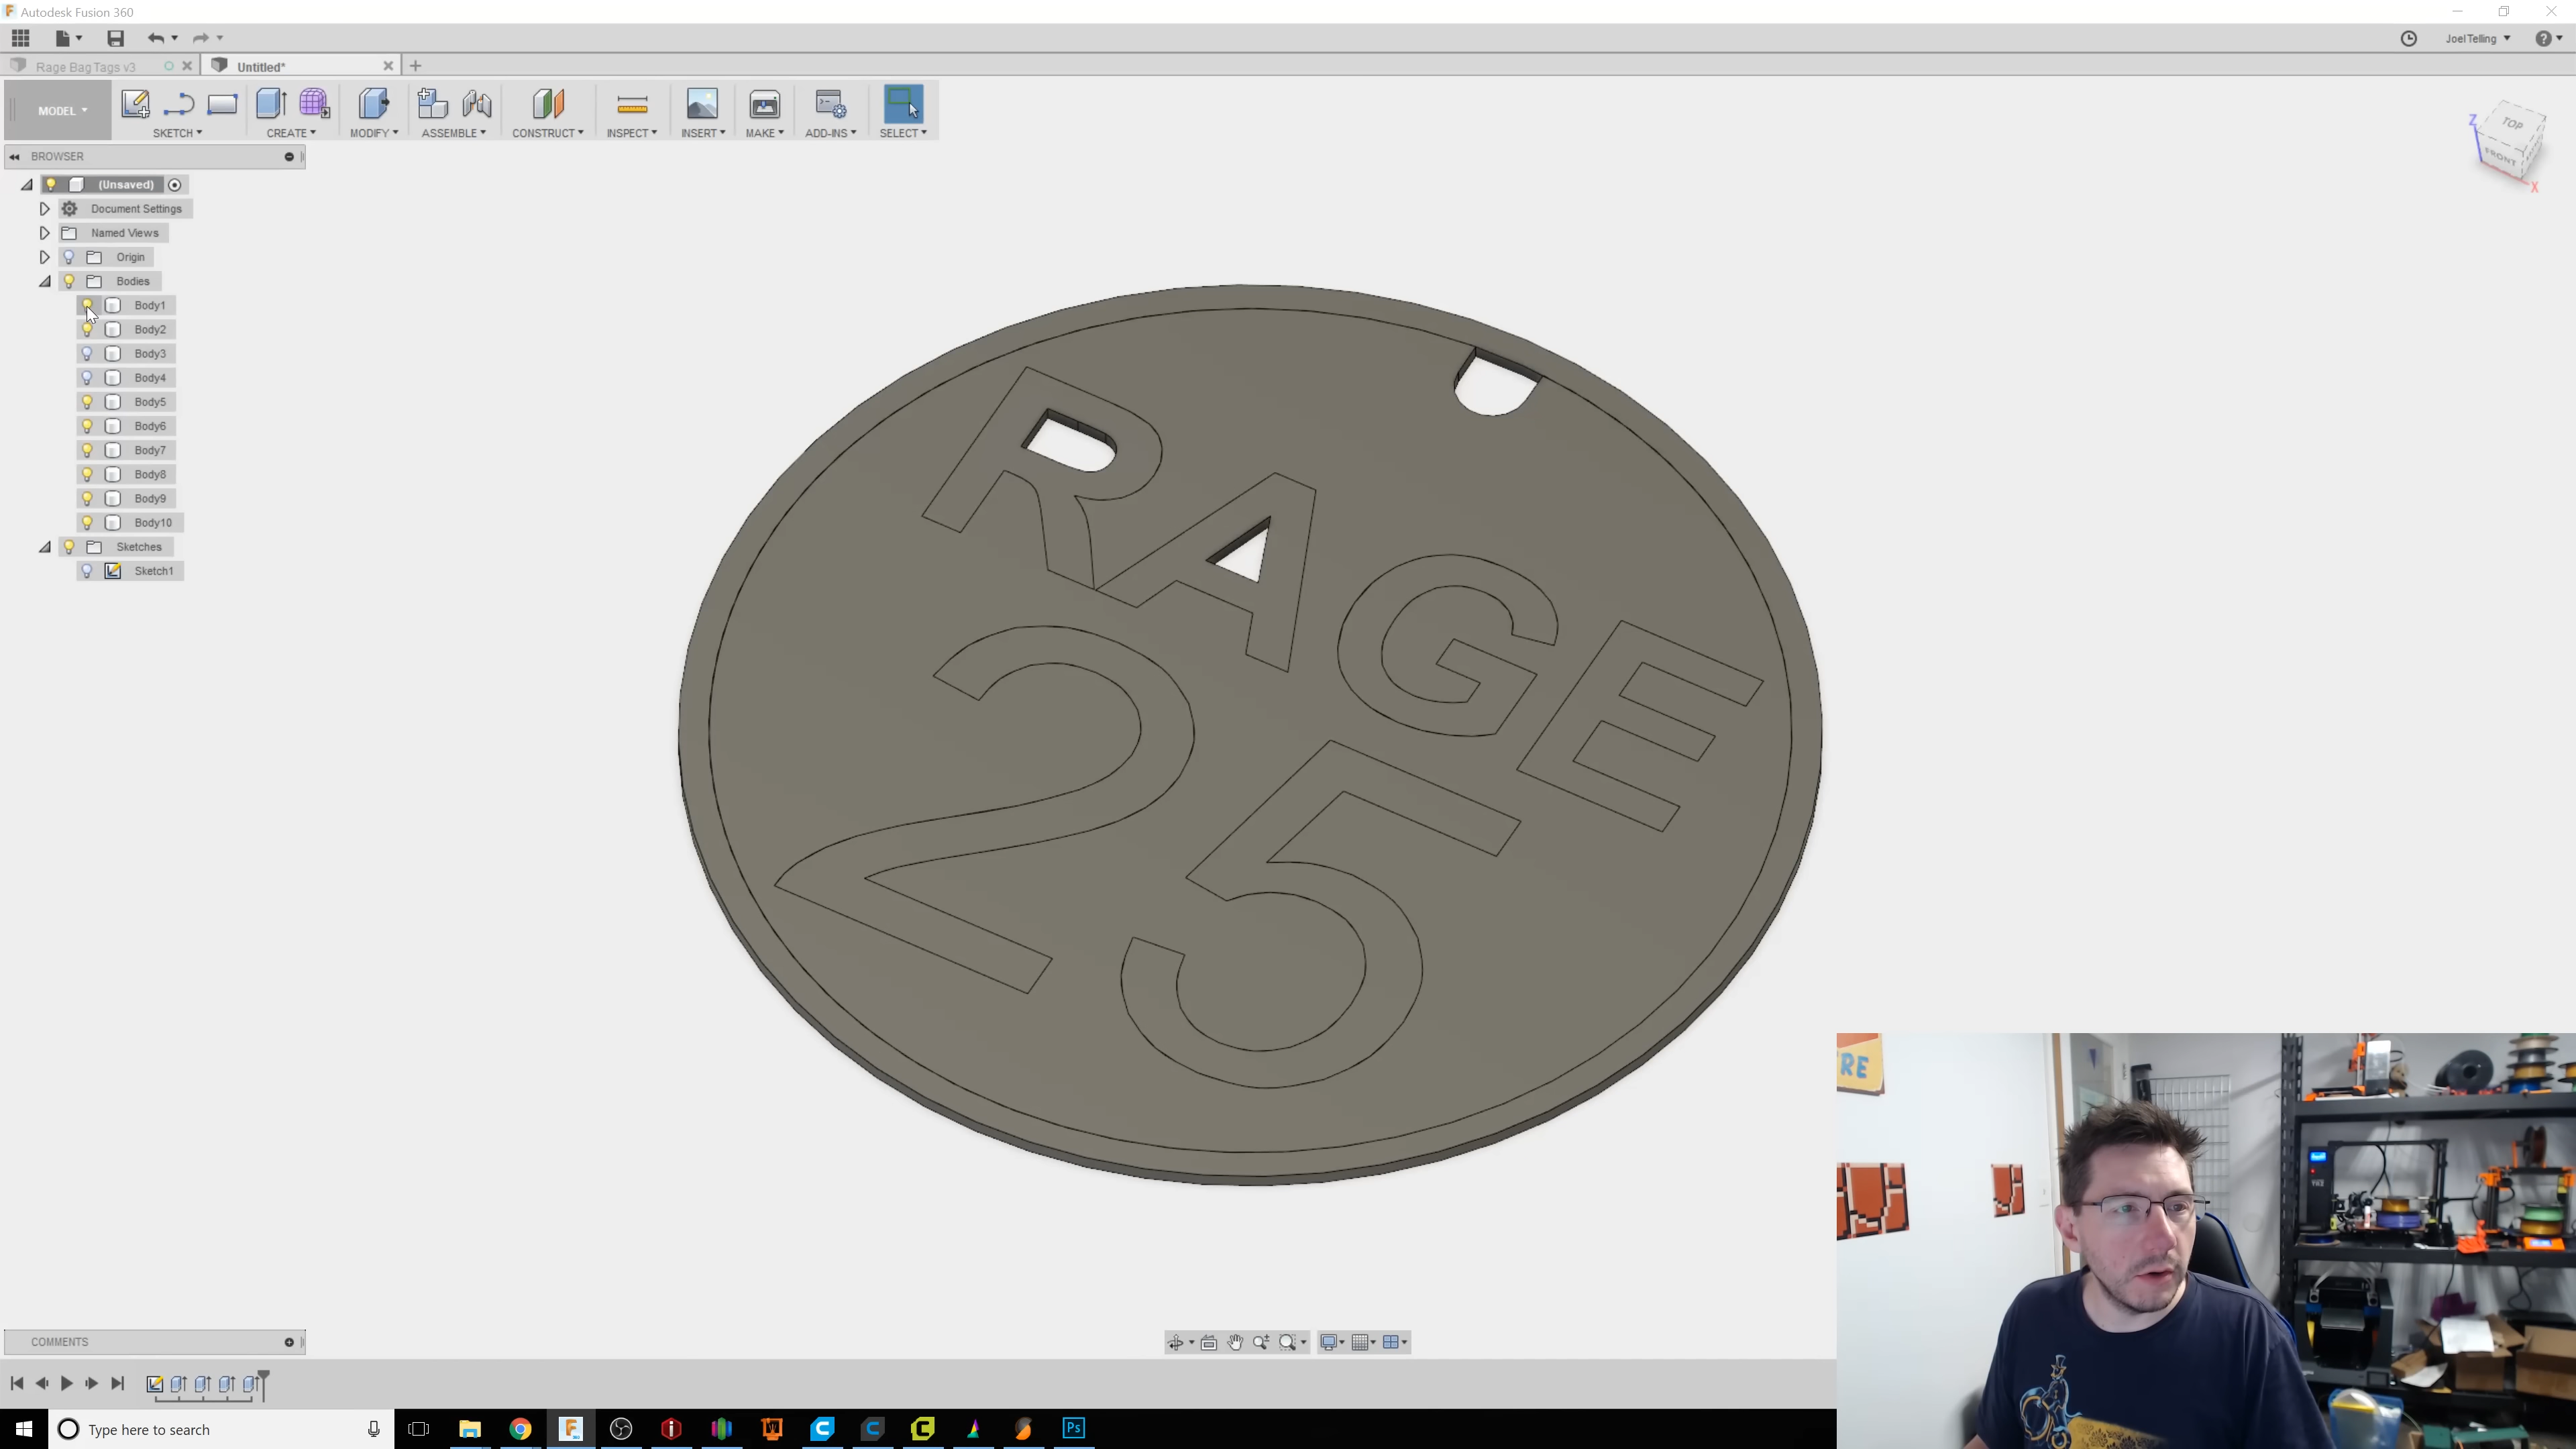 Autodesk Fusion 360
Joel Telling
Rage Bag Tags v3
Untitled*
MODEL
SKETCH
CREATE
MODIFY
ASSEMBLE
CONSTRUCT
INSPECT
INSERT
MAKE
ADD-INS
SELECT
BROWSER
(Unsaved)
Document Settings
Named Views
Origin
Bodies
Body1
Body2
Body3
Body4
Body5
Body6
Body7
Body8
Body9
Body10
Sketches
Sketch1
TOP
FRONT
Z
X
RAGE
25
RE
COMMENTS
Type here to search
Ps